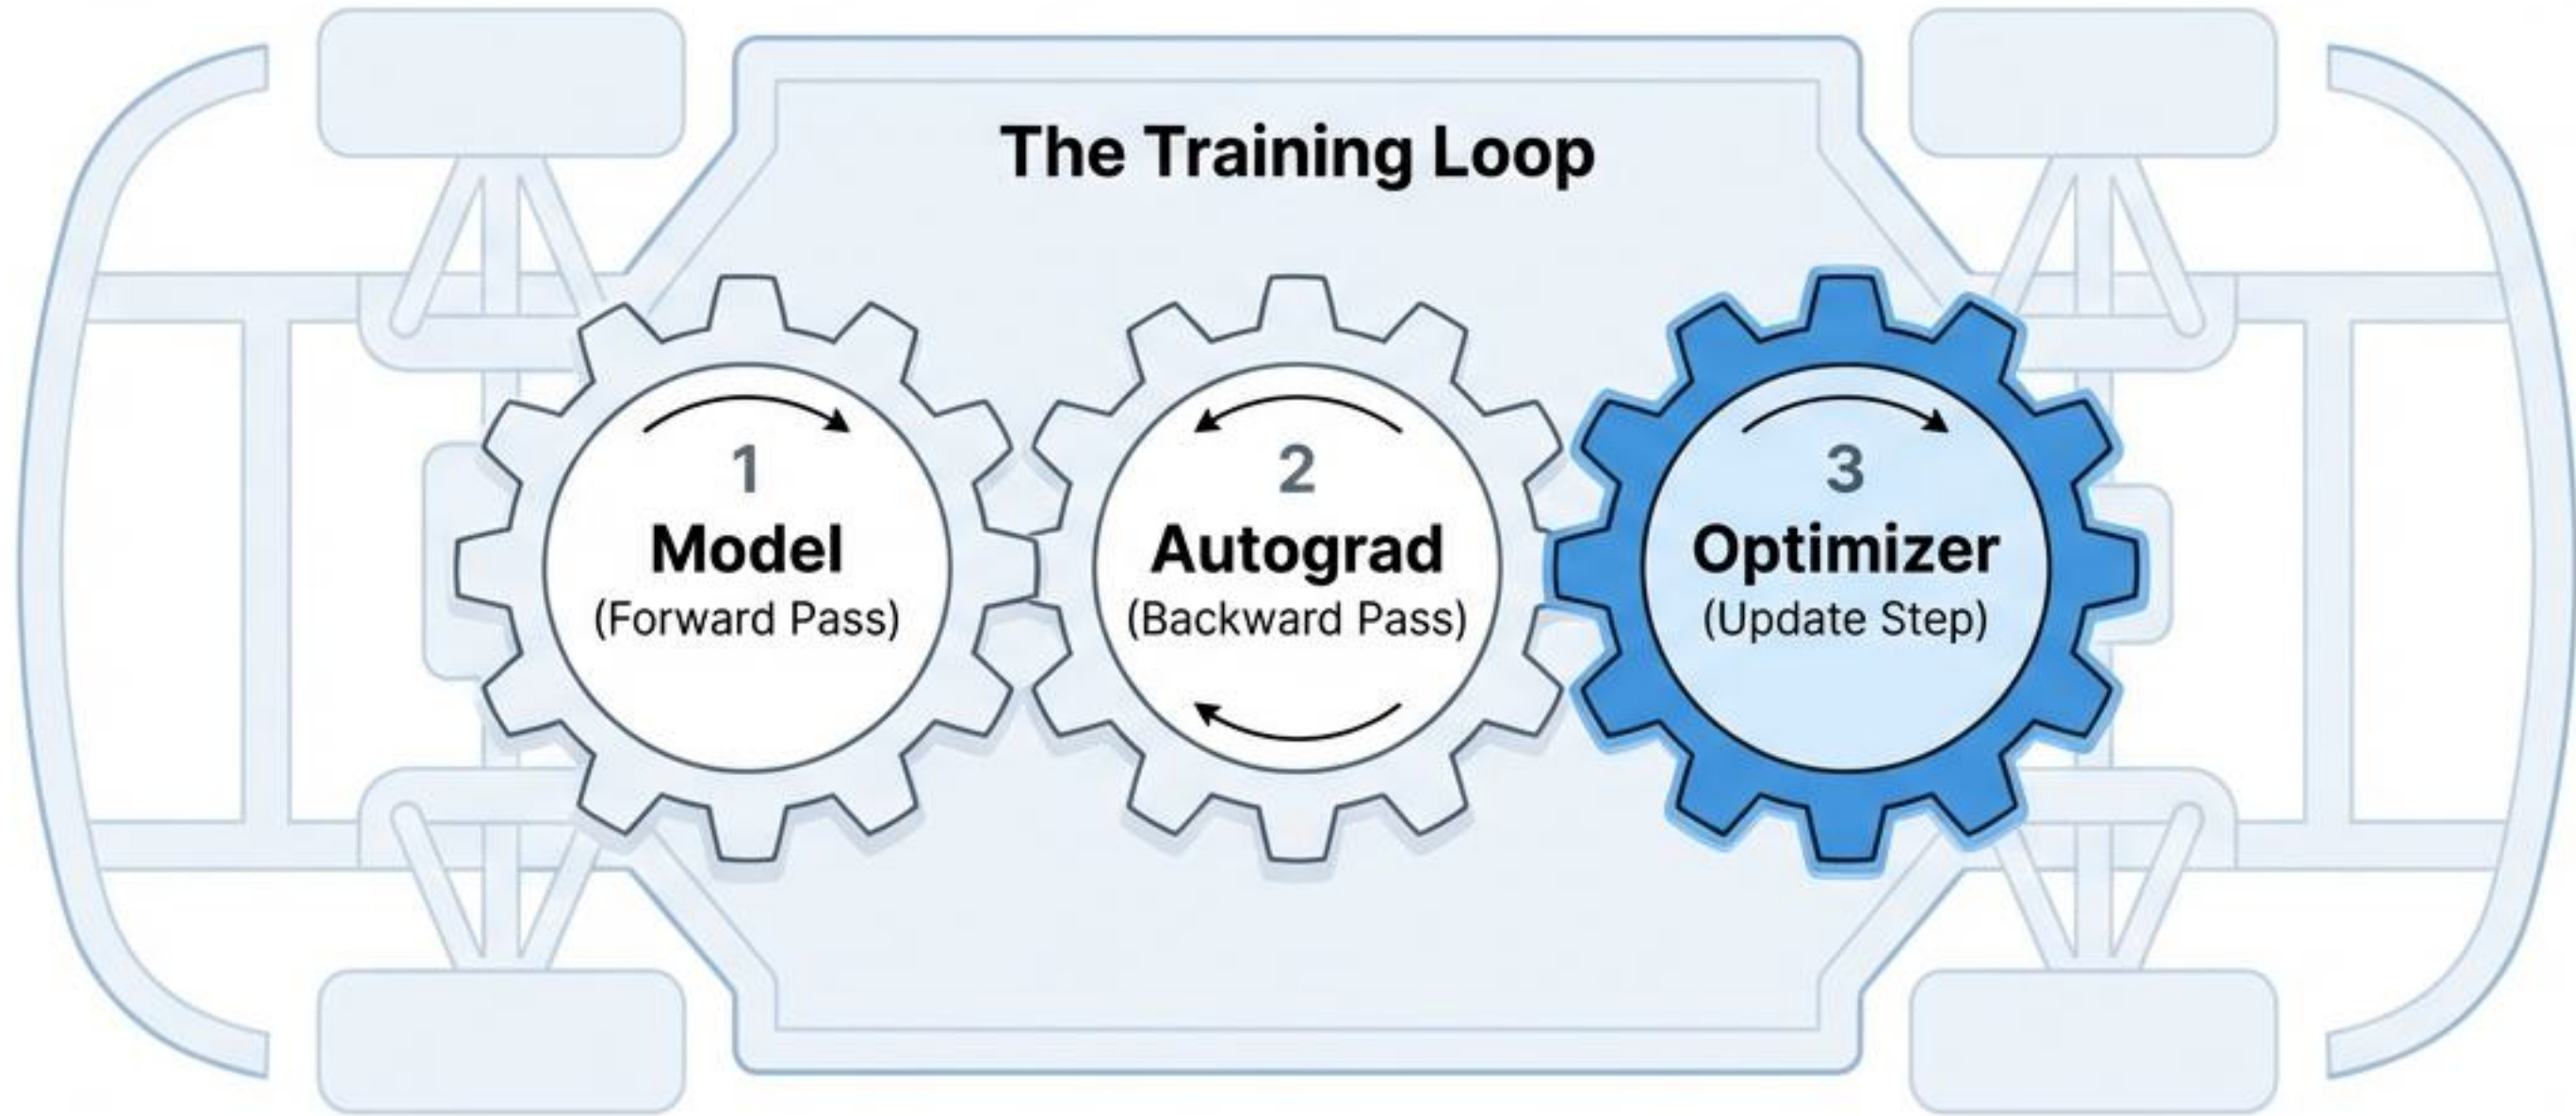 The Training Loop
1
Model
(Forward Pass)
2
Autograd
(Backward Pass)
3
Optimizer
(Update Step)